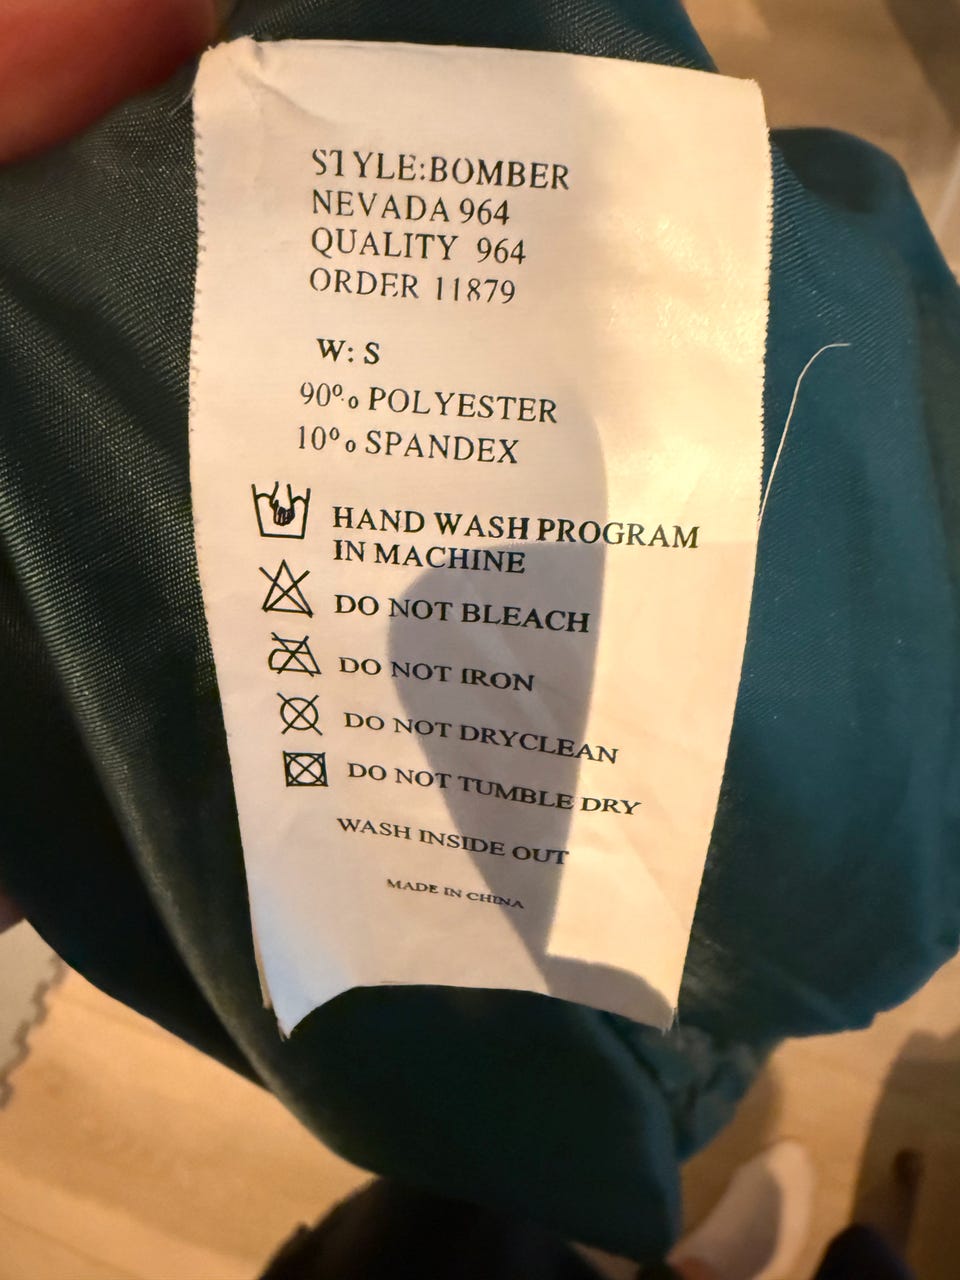 STYLE:BOMBER
NEVADA 964
QUALITY 964
ORDER 11879
W: S
90% POLYESTER
10% SPANDEX
HAND WASH PROGRAM
IN MACHINE
DO NOT BLEACH
DO NOT IRON
DO NOT DRYCLEAN
DO NOT TUMBLE DRY
WASH INSIDE OUT
MADE IN CHINA